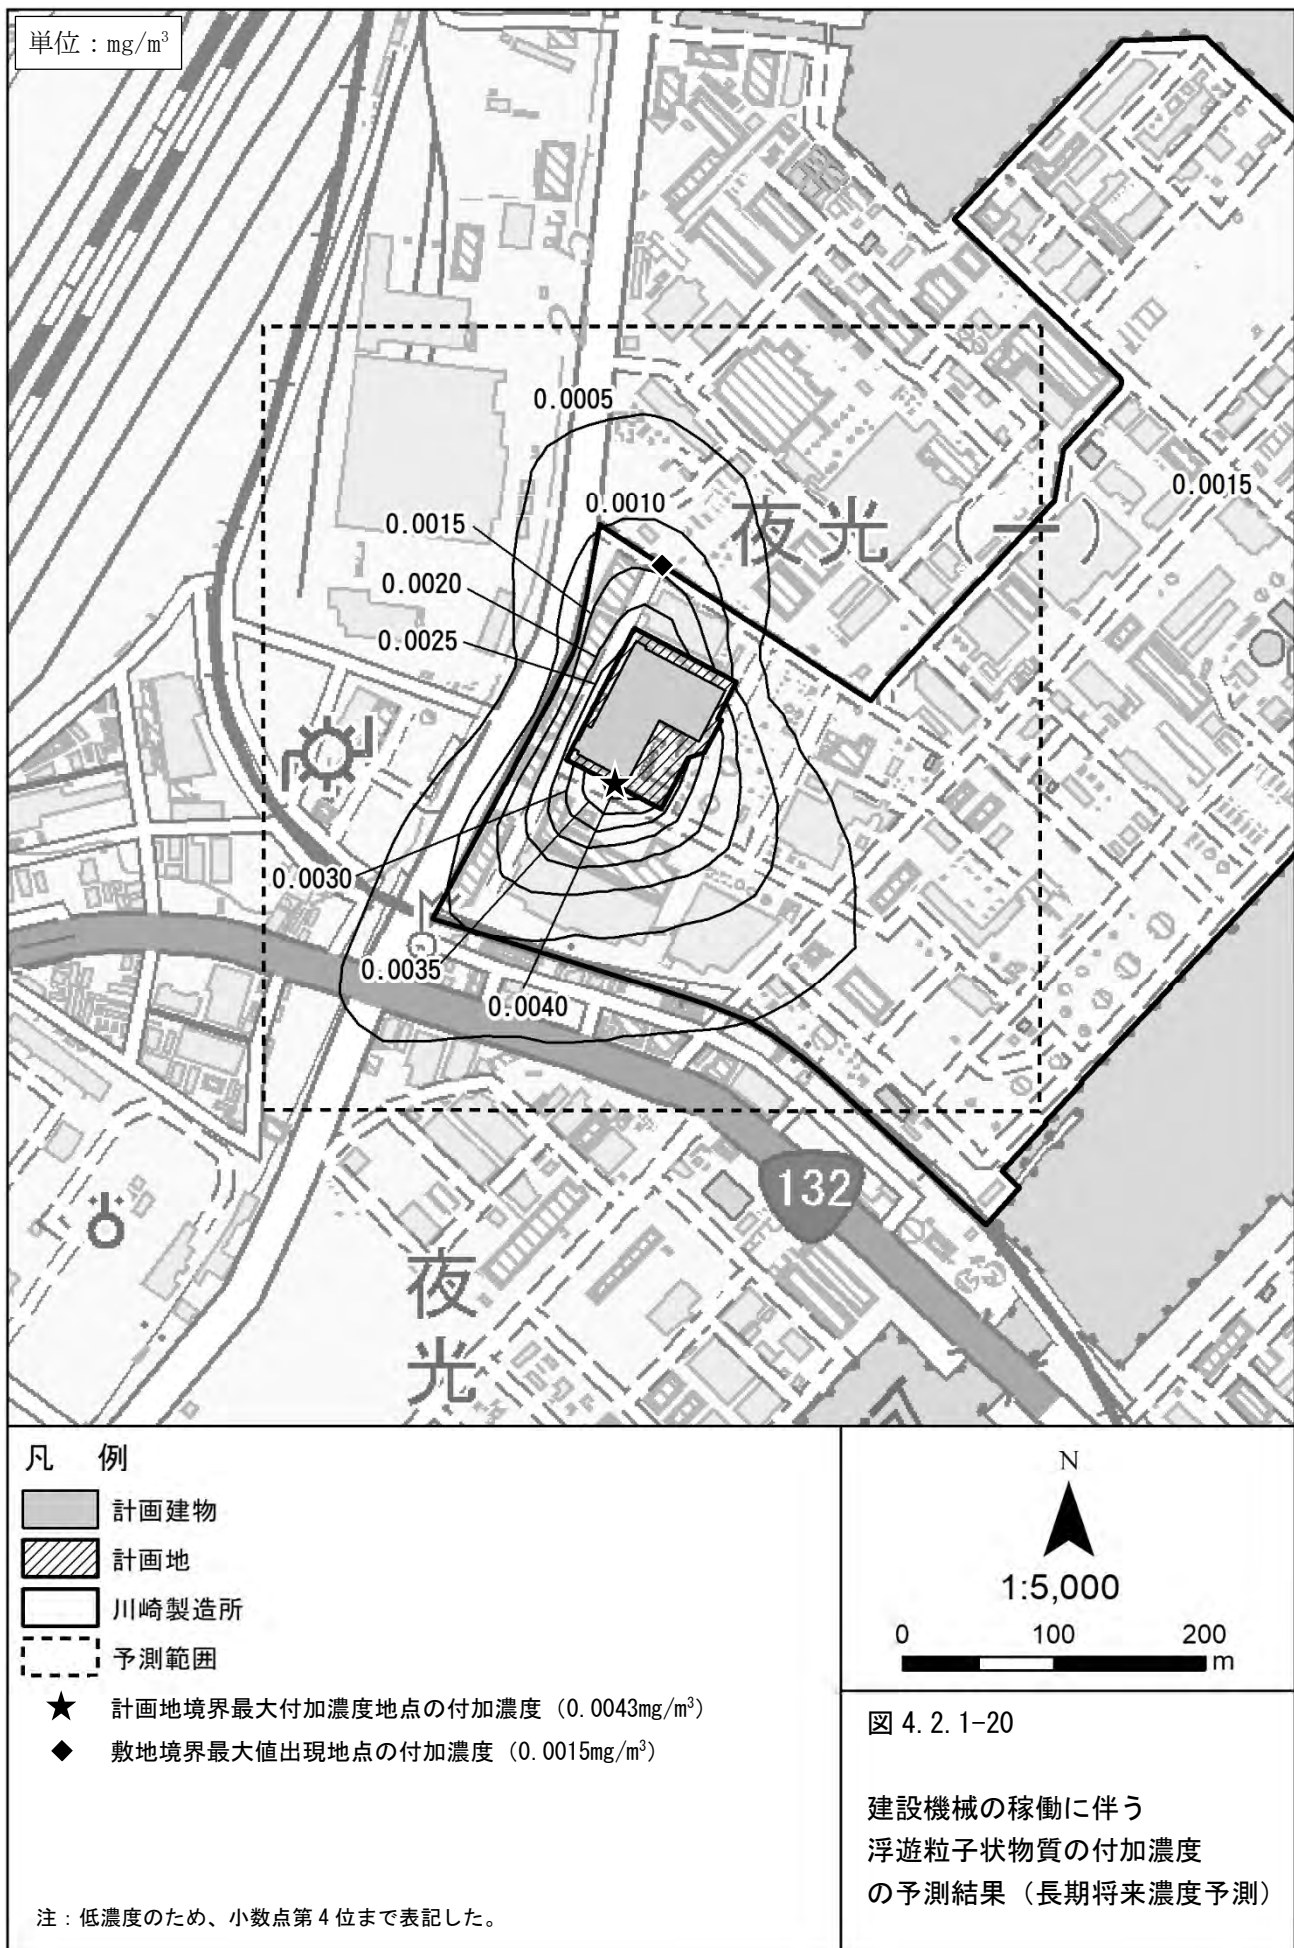 単位：mg/m³
0.0005
0.0010
0.0015
0.0015
0.0020
0.0025
0.0030
0.0035
0.0040
夜光(一)
132
夜光
凡 例
計画建物
計画地
川崎製造所
予測範囲
計画地境界最大付加濃度地点の付加濃度（0.0043mg/m³）
敷地境界最大値出現地点の付加濃度（0.0015mg/m³）
注：低濃度のため、小数点第4位まで表記した。
N
1:5,000
0 100 200
m
図 4.2.1-20
建設機械の稼働に伴う
浮遊粒子状物質の付加濃度
の予測結果（長期将来濃度予測）